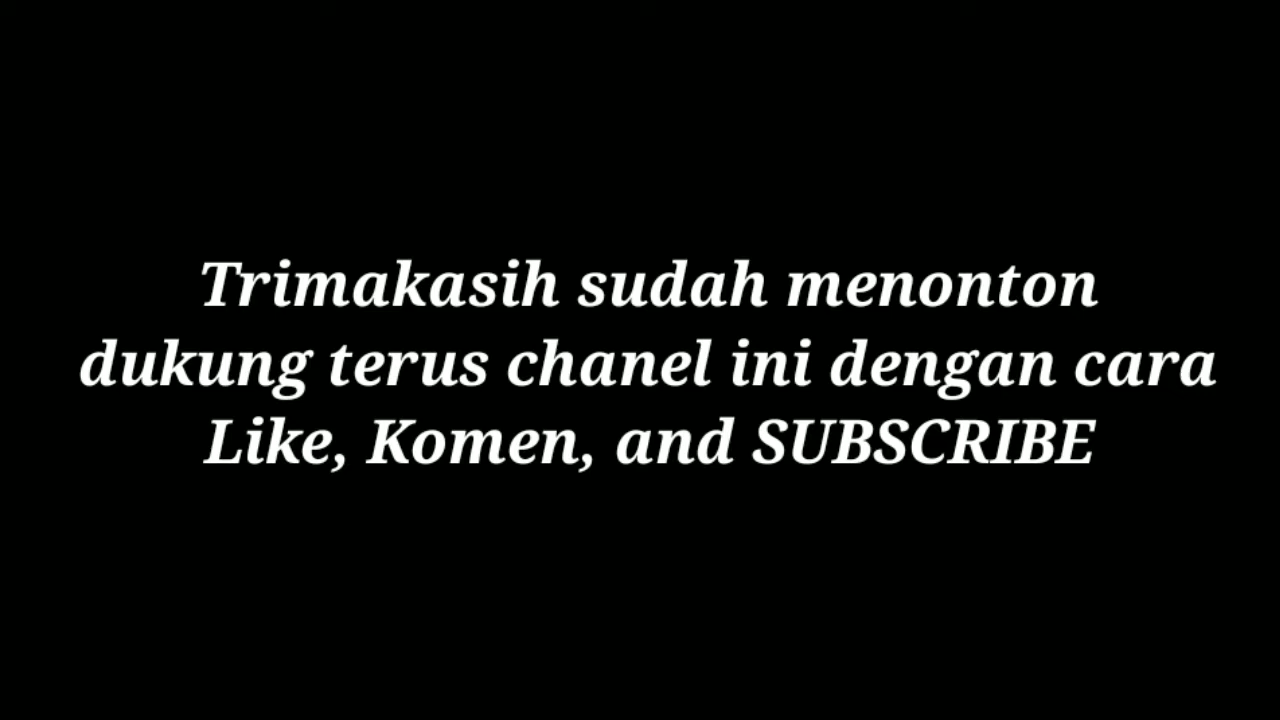 Trimakasih sudah menonton
dukung terus chanel ini dengan cara
Like, Komen, and SUBSCRIBE